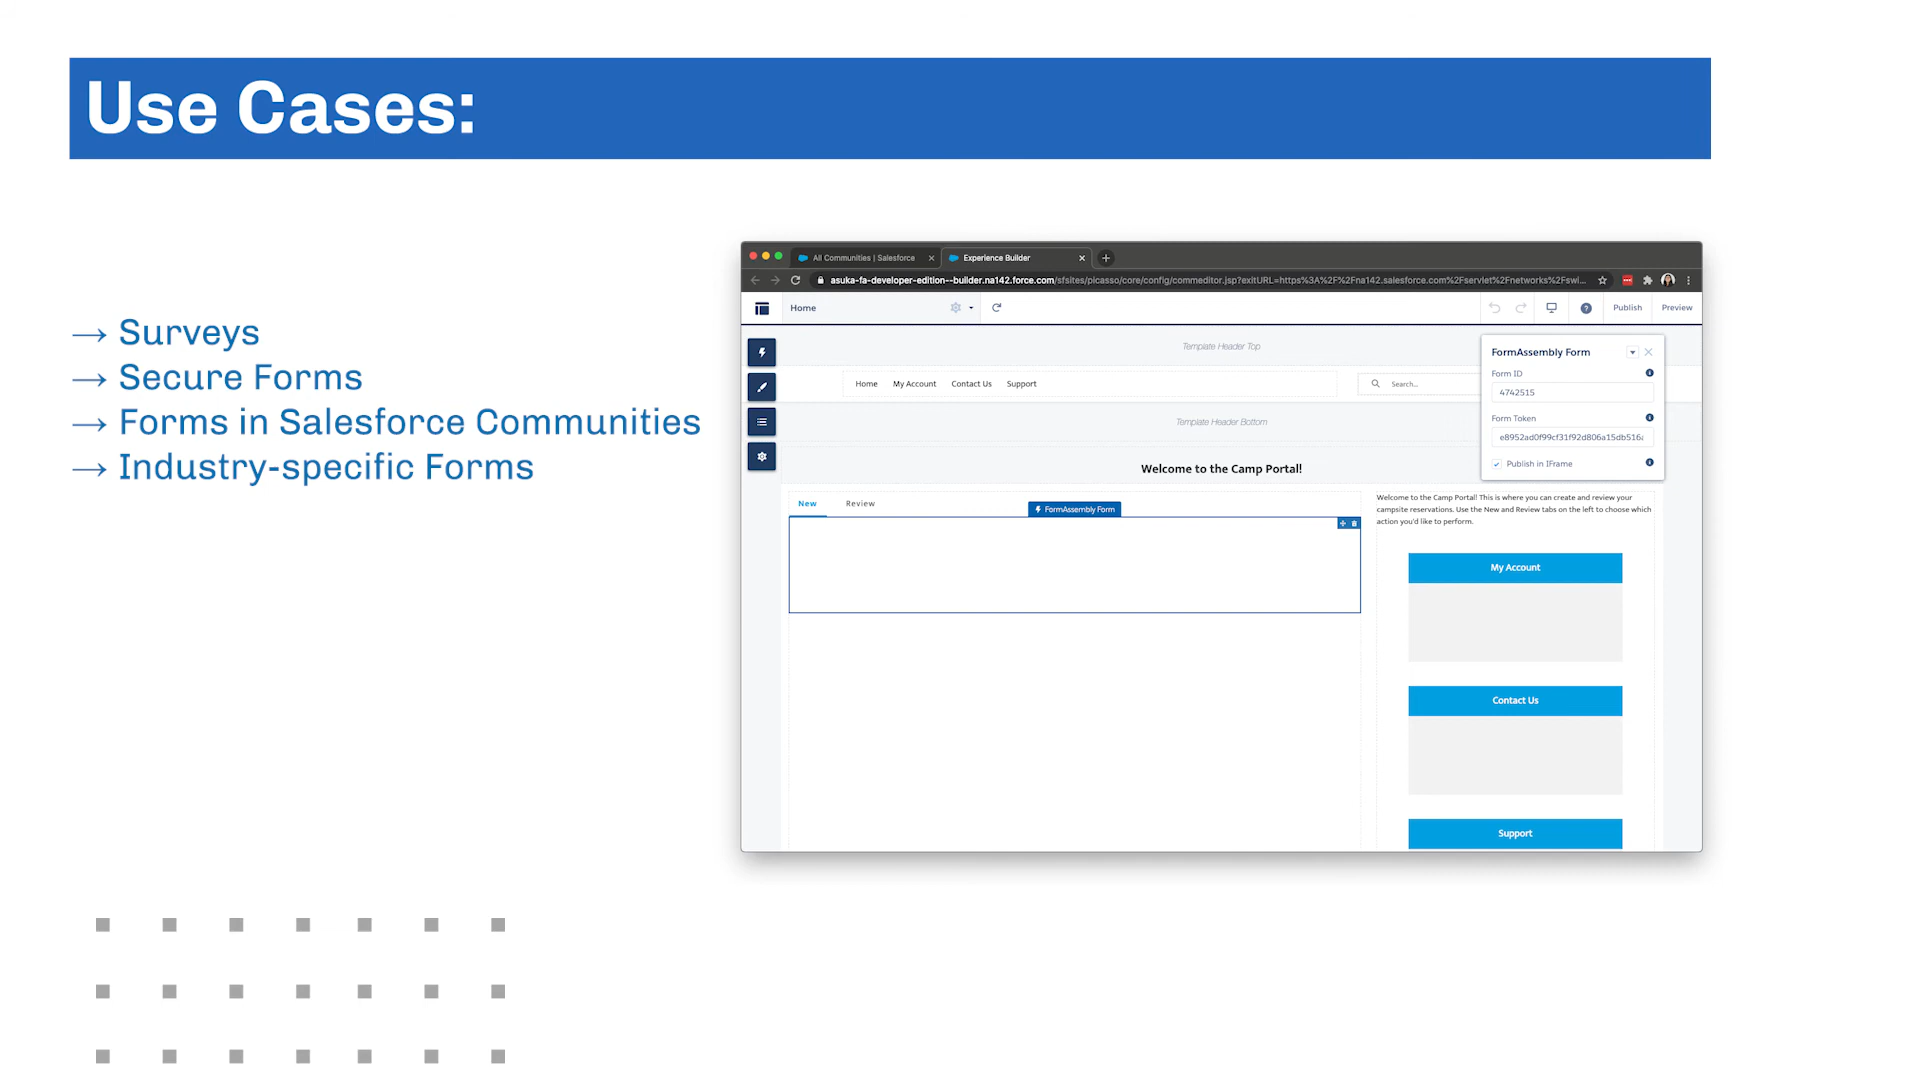 Use Cases:
→ Surveys
→ Secure Forms
→ Forms in Salesforce Communities
→ Industry-specific Forms
All Communities | Salesforce
Experience Builder
asuka-fa-developer-edition--builder.na142.force.com/sfsites/picasso/core/config/commeditor.jsp?exitURL=https%3A%2F%2Fna142.salesforce.com%2Fservlet%2Fnetworks%2Fswi...
Home
Publish
Preview
Template Header Top
FormAssembly Form
Form ID
4742515
Form Token
e8952ad0f99cf31f92d806a15db516
Publish in IFrame
Home My Account Contact Us Support
Search...
Template Header Bottom
Welcome to the Camp Portal!
New
Review
FormAssembly Form
Welcome to the Camp Portal! This is where you can create and review your
campsite reservations. Use the New and Review tabs on the left to choose which
action you'd like to perform.
My Account
Contact Us
Support